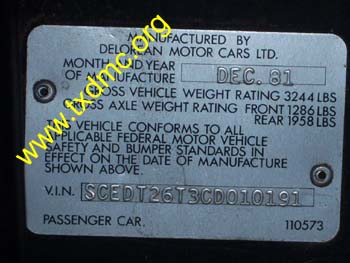 MANUFACTURED BY
DELOREAN MOTOR CARS LTD.
MONTH AND YEAR
OF MANUFACTURE DEC. 81
GROSS VEHICLE WEIGHT RATING 3244 LBS
GROSS AXLE WEIGHT RATING FRONT 1286 LBS
REAR 1958 LBS
THIS VEHICLE CONFORMS TO ALL
APPLICABLE FEDERAL MOTOR VEHICLE
SAFETY AND BUMPER STANDARDS IN
EFFECT ON THE DATE OF MANUFACTURE
SHOWN ABOVE.
V.I.N. SCEDT26T3CD010191
PASSENGER CAR. 110573
www.txdmc.org